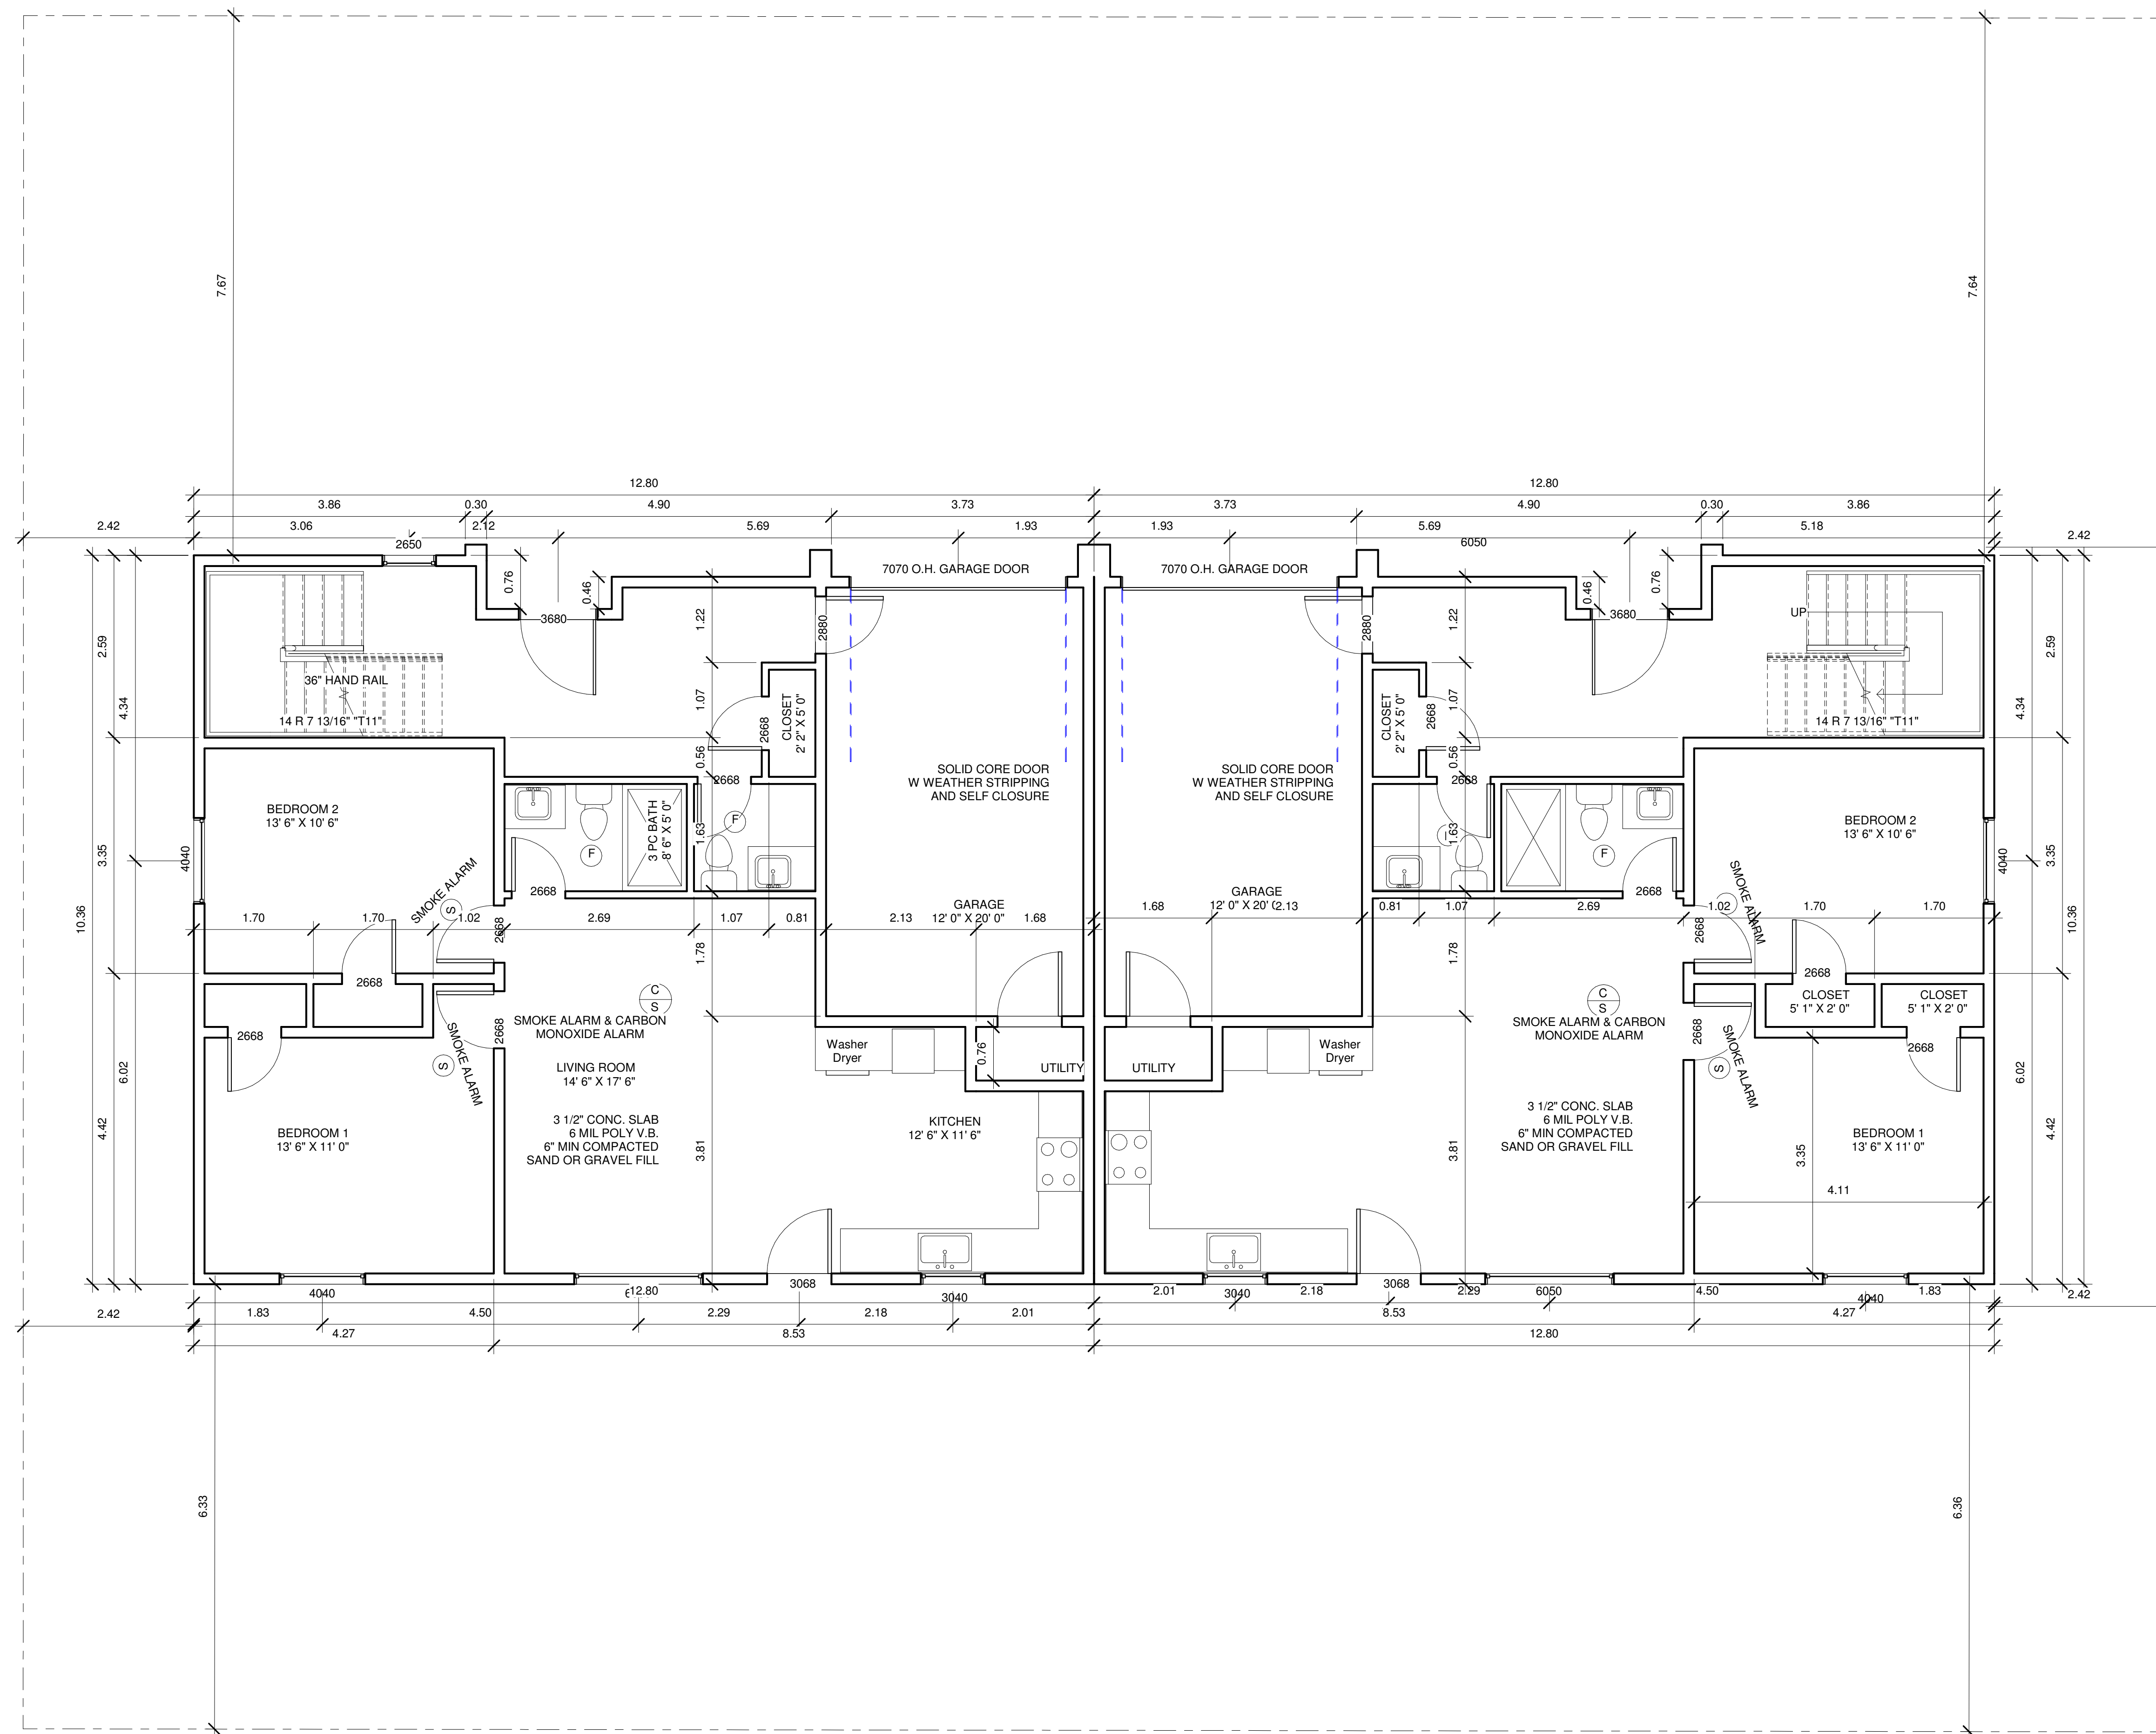 7.67
7.64
12.80
12.80
3.86
0.30
4.90
3.73
3.73
4.90
0.30
3.86
2.42
3.06
2.12
5.69
1.93
1.93
5.69
5.18
2.42
2650
6050
7070 O.H. GARAGE DOOR
7070 O.H. GARAGE DOOR
0.76
0.46
3680
1.22
2880
2880
1.22
0.46
3680
0.76
UP
2.59
4.34
36" HAND RAIL
14 R 7 13/16" "T11"
1.07
2668
CLOSET
2' 2" X 5' 0"
CLOSET
2' 2" X 5' 0"
2668
1.07
14 R 7 13/16" "T11"
2.59
4.34
0.56
2668
SOLID CORE DOOR
W WEATHER STRIPPING
AND SELF CLOSURE
SOLID CORE DOOR
W WEATHER STRIPPING
AND SELF CLOSURE
0.56
2668
BEDROOM 2
13' 6" X 10' 6"
3 PC BATH
8' 6" X 5' 0"
F
F
1.63
1.63
F
BEDROOM 2
13' 6" X 10' 6"
10.36
3.35
4040
4040
3.35
10.36
SMOKE ALARM
S
2668
2668
GARAGE
12' 0" X 20' 0"
GARAGE
12' 0" X 20'
2668
SMOKE ALARM
1.70
1.70
1.02
2668
2.69
1.07
0.81
2.13
1.68
1.68
2.13
0.81
1.07
2.69
1.02
2668
1.70
1.70
1.78
1.78
2668
2668
C
S
SMOKE ALARM & CARBON
MONOXIDE ALARM
C
S
SMOKE ALARM & CARBON
MONOXIDE ALARM
CLOSET
5' 1" X 2' 0"
CLOSET
5' 1" X 2' 0"
2668
2668
SMOKE ALARM
S
Washer
Dryer
0.76
UTILITY
UTILITY
Washer
Dryer
2668
SMOKE ALARM
S
2668
6.02
4.42
LIVING ROOM
14' 6" X 17' 6"
3 1/2" CONC. SLAB
6 MIL POLY V.B.
6" MIN COMPACTED
SAND OR GRAVEL FILL
3.81
KITCHEN
12' 6" X 11' 6"
3.81
3 1/2" CONC. SLAB
6 MIL POLY V.B.
6" MIN COMPACTED
SAND OR GRAVEL FILL
BEDROOM 1
13' 6" X 11' 0"
3.35
BEDROOM 1
13' 6" X 11' 0"
4.11
6.02
4.42
4040
12.80
3068
3040
2.01
3040
2.18
3068
2.29
6050
4.50
4040
1.83
2.42
2.42
1.83
4.50
2.29
2.18
2.01
8.53
4.27
4.27
8.53
12.80
6.33
6.36